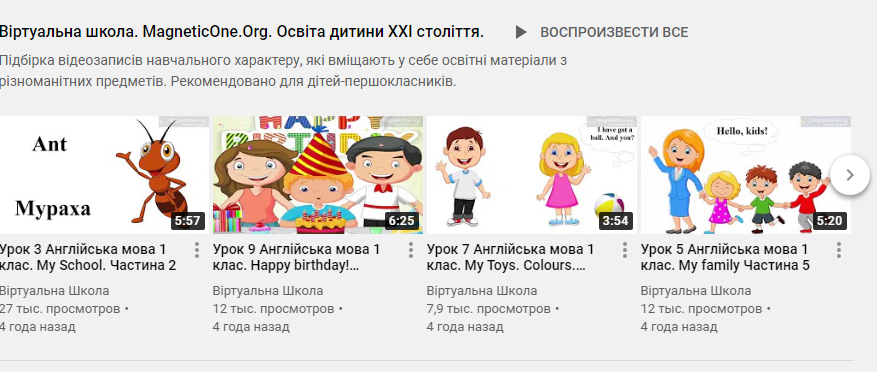 Віртуальна школа. MagneticOne.Org. Освіта дитини ХХІ століття.
ВОСПРОИЗВЕСТИ ВСЕ
Підбірка відеозаписів навчального характеру, які вміщають у себе освітні матеріали з
різноманітних предметів. Рекомендовано для дітей-першокласників.
Ant
Мураха
5:57
HAPPY
BIRTHDAY
6:25
I have got a
ball. And you?
3:54
Hello, kids!
5:20
Урок 3 Англійська мова 1
клас. My School. Частина 2
Віртуальна Школа
27 тыс. просмотров •
4 года назад
Урок 9 Англійська мова 1
клас. Happy birthday!...
Віртуальна Школа
12 тыс. просмотров •
4 года назад
Урок 7 Англійська мова 1
клас. My Toys. Colours....
Віртуальна Школа
7,9 тыс. просмотров •
4 года назад
Урок 5 Англійська мова 1
клас. My family Частина 5
Віртуальна Школа
12 тыс. просмотров •
4 года назад